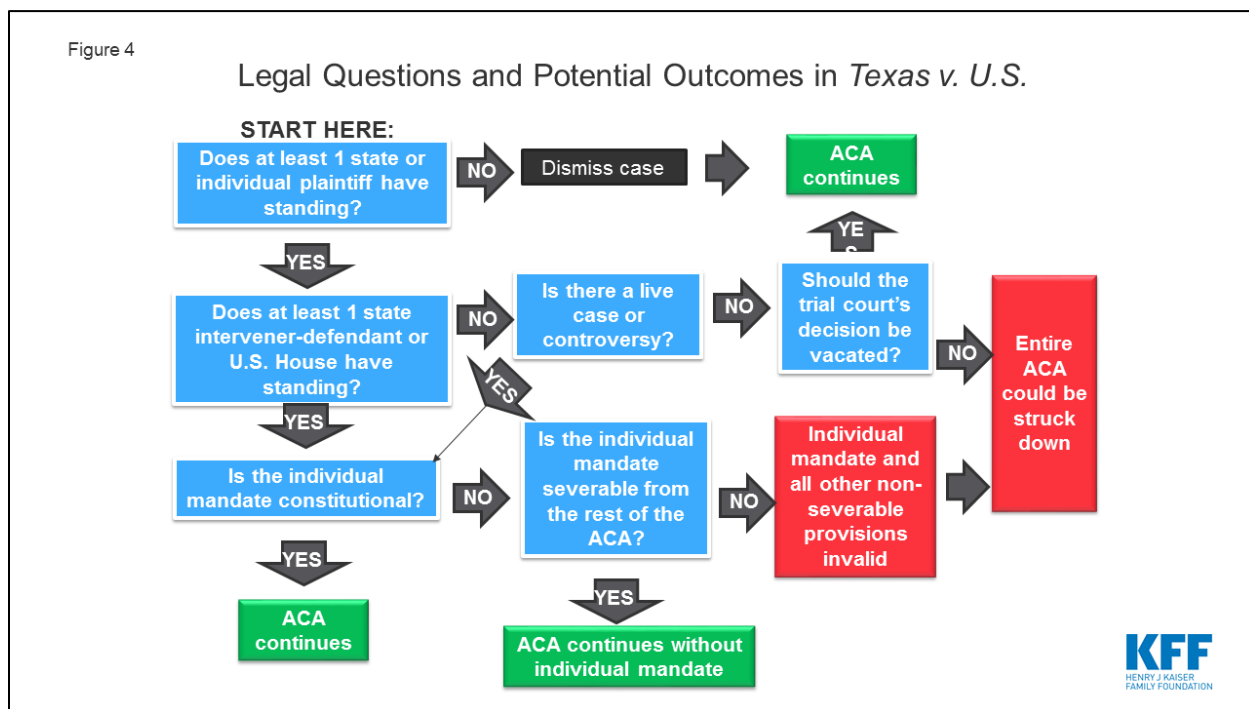 Figure 4
Legal Questions and Potential Outcomes in Texas v. U.S.
START HERE:
Does at least 1 state or
individual plaintiff have
standing?
NO
Dismiss case
ACA
continues
YES
YE
S
Does at least 1 state
intervener-defendant or
U.S. House have
standing?
NO
Is there a live
case or
controversy?
NO
Should the
trial court's
decision be
vacated?
NO
Entire
ACA
could be
struck
down
YES
YES
Is the individual
mandate constitutional?
NO
Is the individual
mandate
severable from
the rest of the
ACA?
NO
Individual
mandate and
all other non-
severable
provisions
invalid
YES
YES
ACA
continues
ACA continues without
individual mandate
KFF
HENRY J KAISER
FAMILY FOUNDATION